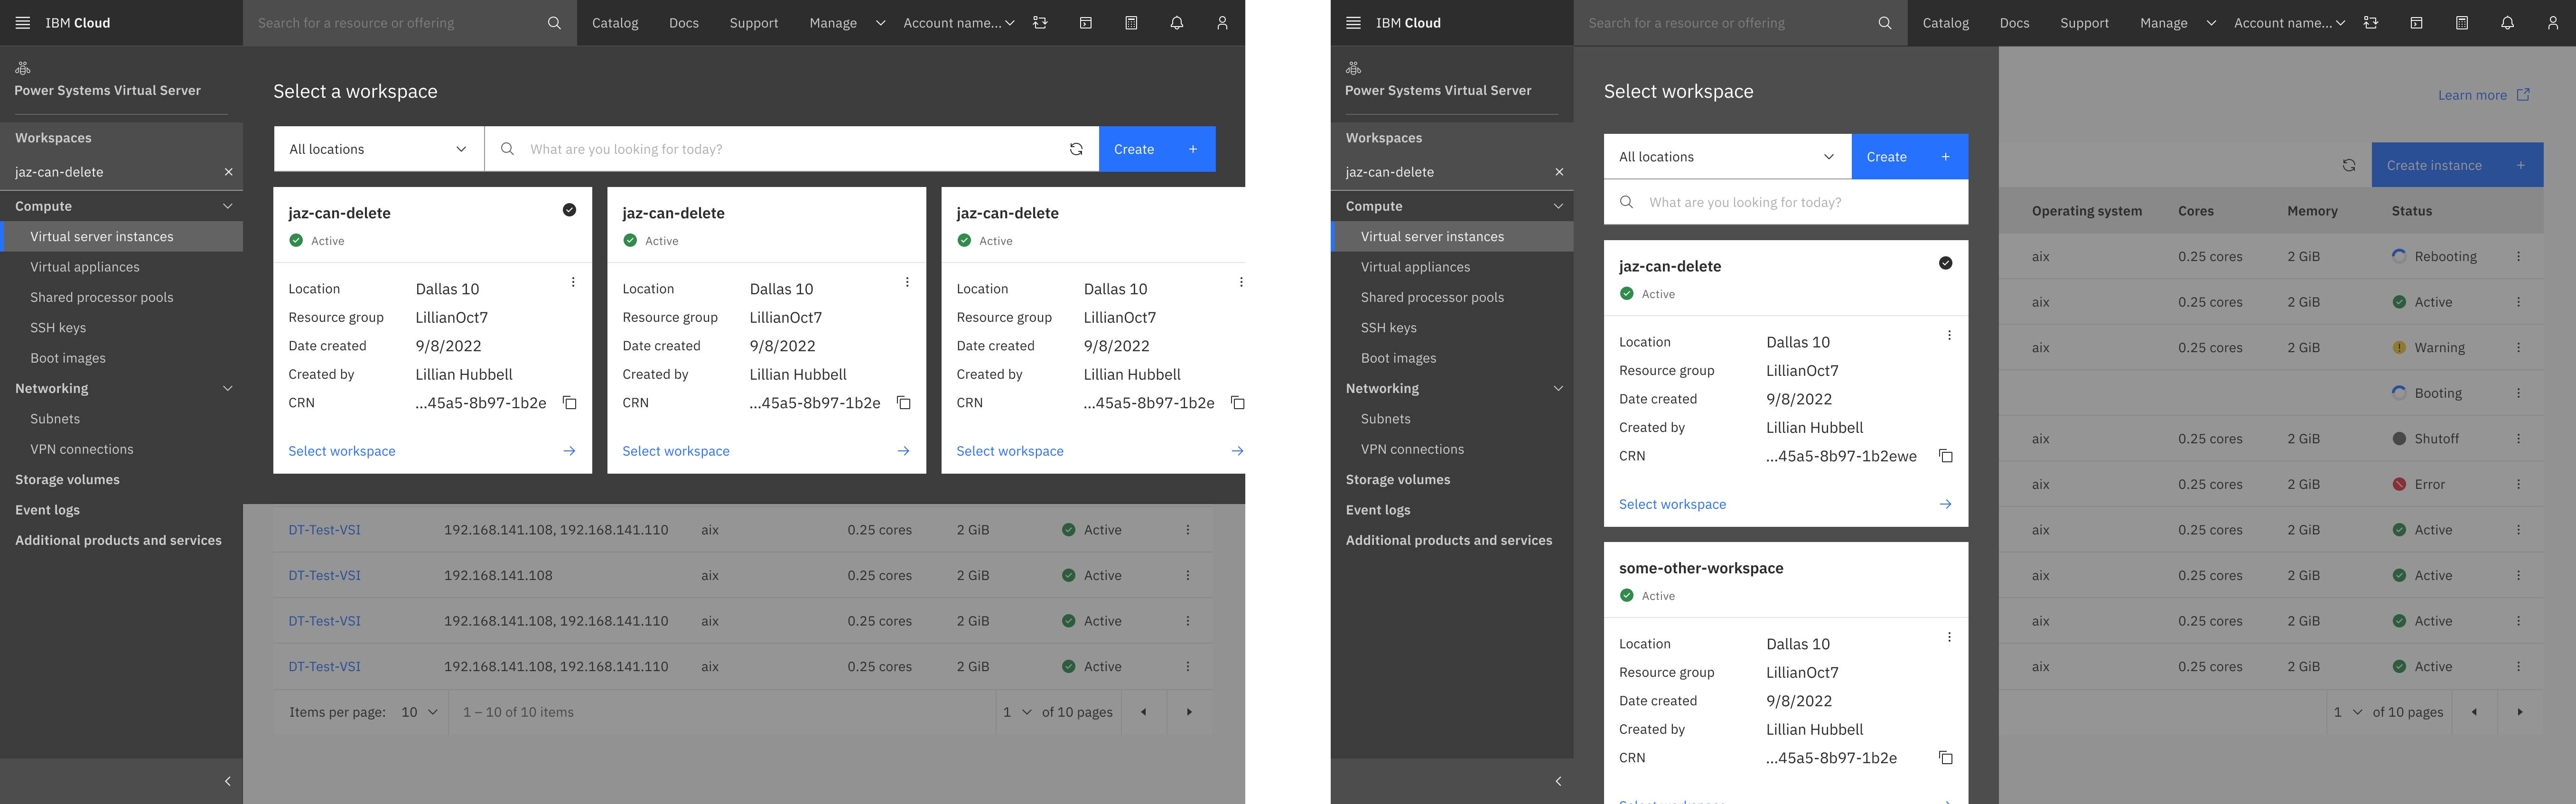 IBM Cloud
Search for a resource or offering
Catalog
Docs
Support
Manage
Account name...
Power Systems Virtual Server
Workspaces
jaz-can-delete
Compute
Virtual server instances
Virtual appliances
Shared processor pools
SSH keys
Boot images
Networking
Subnets
VPN connections
Storage volumes
Event logs
Additional products and services
Select a workspace
All locations
What are you looking for today?
Create
jaz-can-delete
Active
Location Dallas 10
Resource group LillianOct7
Date created 9/8/2022
Created by Lillian Hubbell
CRN ...45a5-8b97-1b2e
Select workspace
jaz-can-delete
Active
Location Dallas 10
Resource group LillianOct7
Date created 9/8/2022
Created by Lillian Hubbell
CRN ...45a5-8b97-1b2e
Select workspace
jaz-can-delete
Active
Location Dallas 10
Resource group LillianOct7
Date created 9/8/2022
Created by Lillian Hubbell
CRN ...45a5-8b97-1b2e
Select workspace
DT-Test-VSI 192.168.141.108, 192.168.141.110 aix 0.25 cores 2 GiB Active
DT-Test-VSI 192.168.141.108 aix 0.25 cores 2 GiB Active
DT-Test-VSI 192.168.141.108, 192.168.141.110 aix 0.25 cores 2 GiB Active
DT-Test-VSI 192.168.141.108, 192.168.141.110 aix 0.25 cores 2 GiB Active
Items per page: 10 1 – 10 of 10 items 1 of 10 pages
IBM Cloud
Search for a resource or offering
Catalog
Docs
Support
Manage
Account name...
Power Systems Virtual Server
Workspaces
jaz-can-delete
Compute
Virtual server instances
Virtual appliances
Shared processor pools
SSH keys
Boot images
Networking
Subnets
VPN connections
Storage volumes
Event logs
Additional products and services
Select workspace
All locations
Create
What are you looking for today?
jaz-can-delete
Active
Location Dallas 10
Resource group LillianOct7
Date created 9/8/2022
Created by Lillian Hubbell
CRN ...45a5-8b97-1b2ewe
Select workspace
some-other-workspace
Active
Location Dallas 10
Resource group LillianOct7
Date created 9/8/2022
Created by Lillian Hubbell
CRN ...45a5-8b97-1b2e
Learn more
Create instance
Operating system Cores Memory Status
aix 0.25 cores 2 GiB Rebooting
aix 0.25 cores 2 GiB Active
aix 0.25 cores 2 GiB Warning
Booting
aix 0.25 cores 2 GiB Shutoff
aix 0.25 cores 2 GiB Error
aix 0.25 cores 2 GiB Active
aix 0.25 cores 2 GiB Active
aix 0.25 cores 2 GiB Active
aix 0.25 cores 2 GiB Active
1 of 10 pages